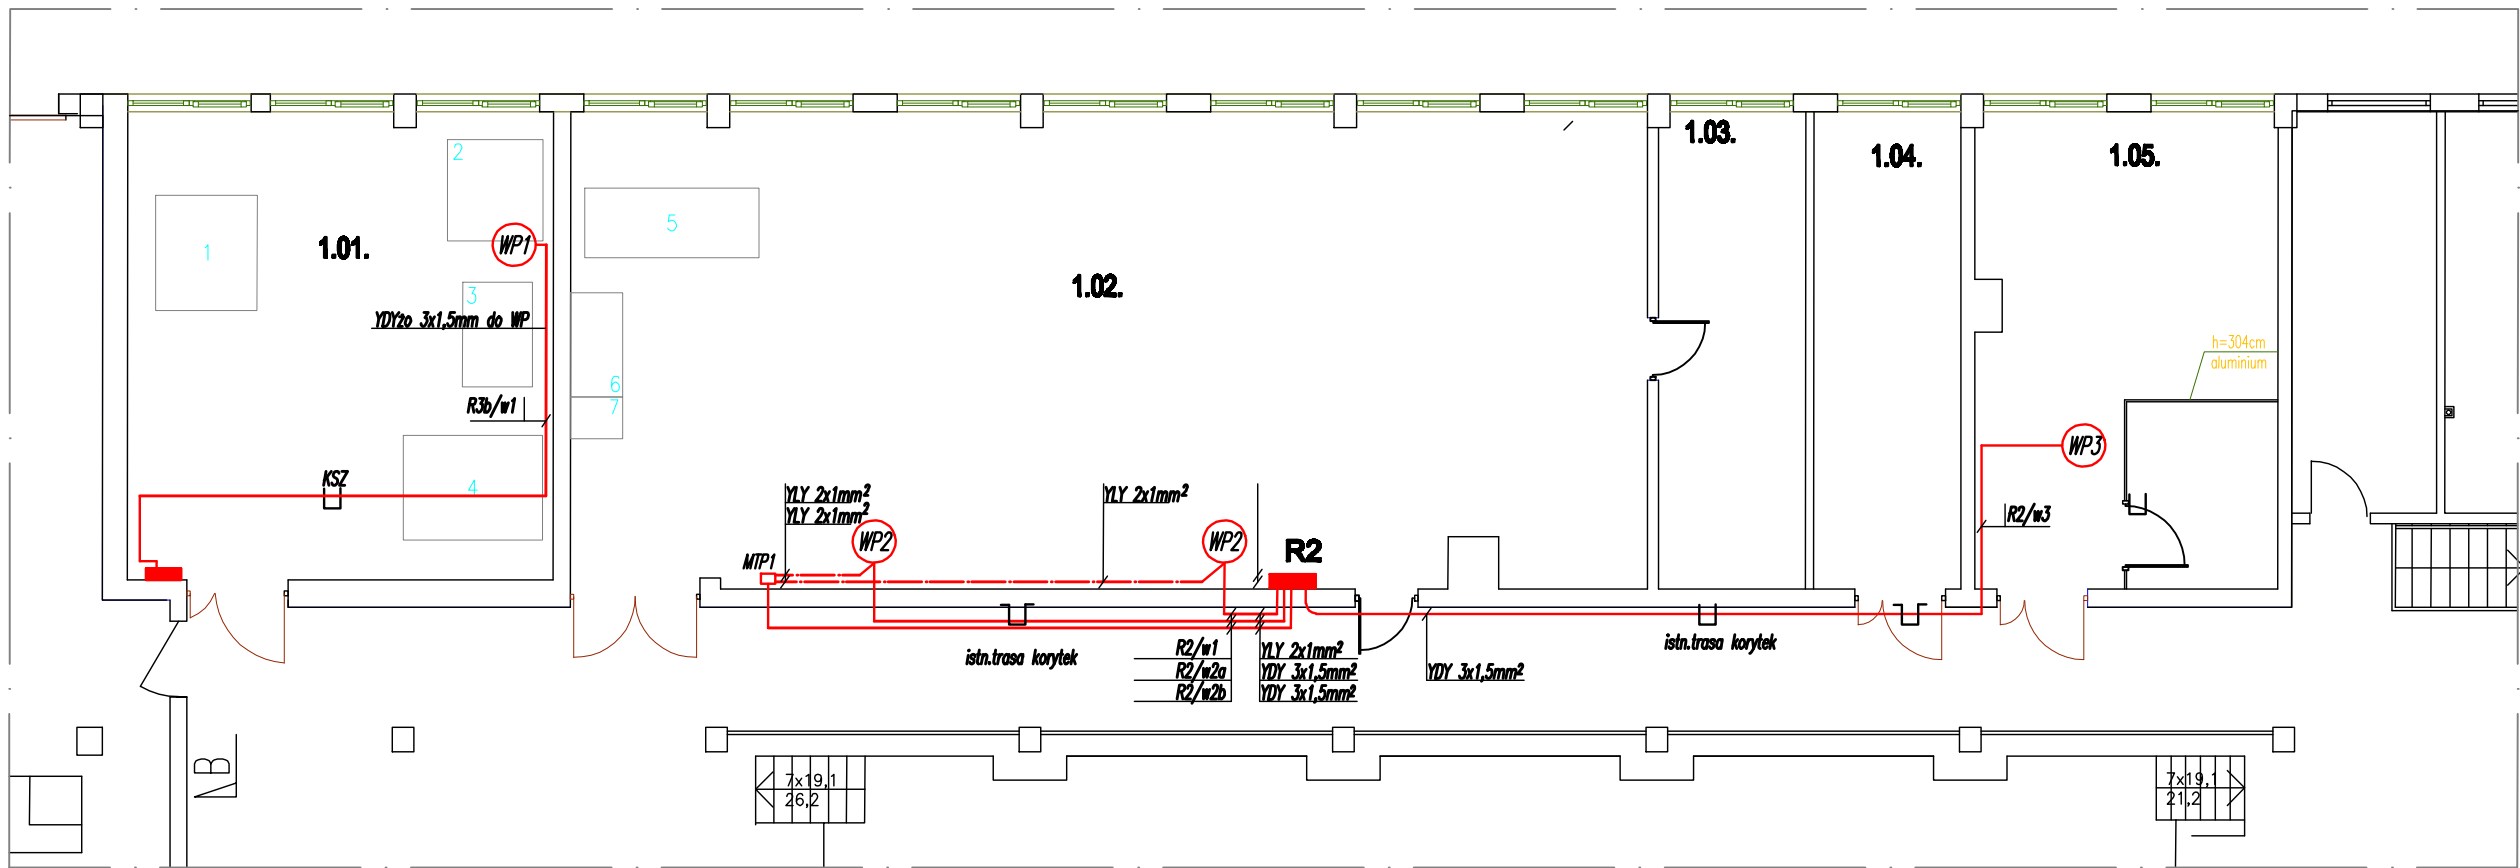 1.03.
1.04.
1.05.
2
5
1
1.01.
WP1
1.02.
3
YDYżo 3x1,5mm do WP
h=304cm
aluminium
6
7
R3b/w1
WP3
KSZ
4
YLY 2x1mm²
YLY 2x1mm²
YLY 2x1mm²
R2/w3
WP2
WP2
R2
MTP1
istn.trasa korytek
R2/w1
R2/w2a
R2/w2b
YLY 2x1mm²
YDY 3x1,5mm²
YDY 3x1,5mm²
YDY 3x1,5mm²
istn.trasa korytek
B
7x19,1
26,2
7x19,1
21,2